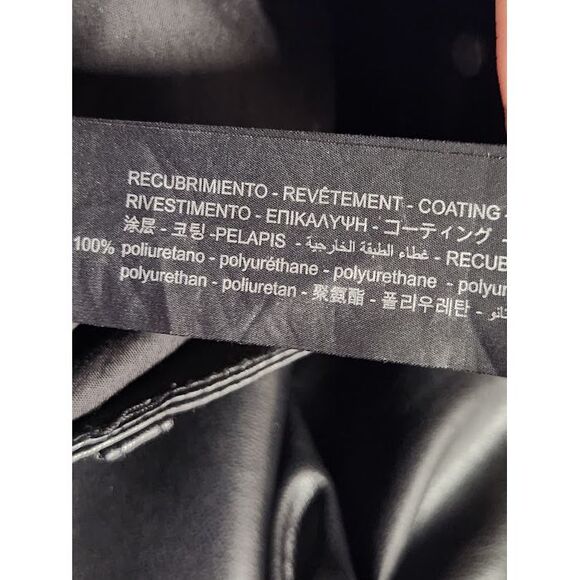 RECUBRIMIENTO - REVÊTEMENT - COATING -
RIVESTIMENTO - ΕΠΙΚΑΛΥΨΗ - コーティング -
涂层 - 코팅 -PELAPIS - غطاء الطبقة الخارجية - RECUB
100% poliuretano - polyuréthane - polyurethane - polyur
polyurethan - poliuretan - 聚氨酯 - 폴리우레탄 -